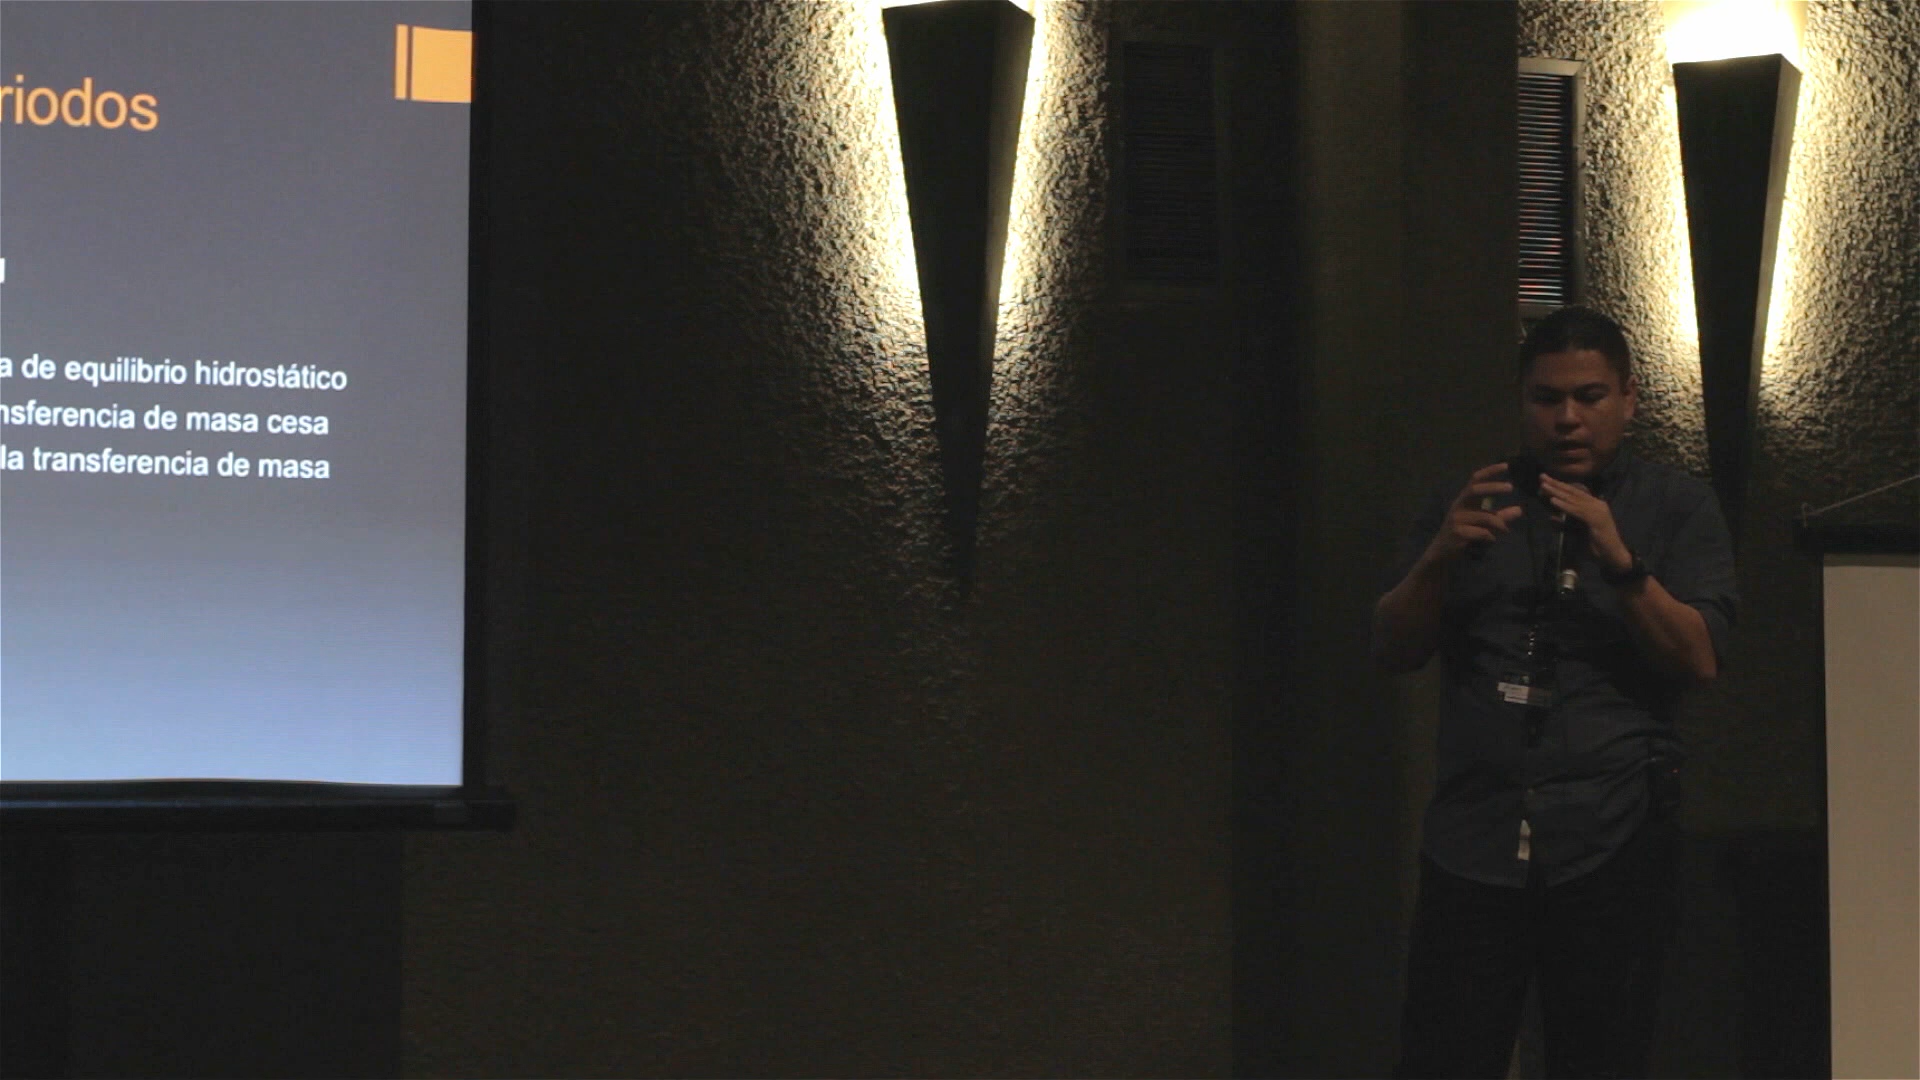 riodos
a de equilibrio hidrostático
nsferencia de masa cesa
la transferencia de masa